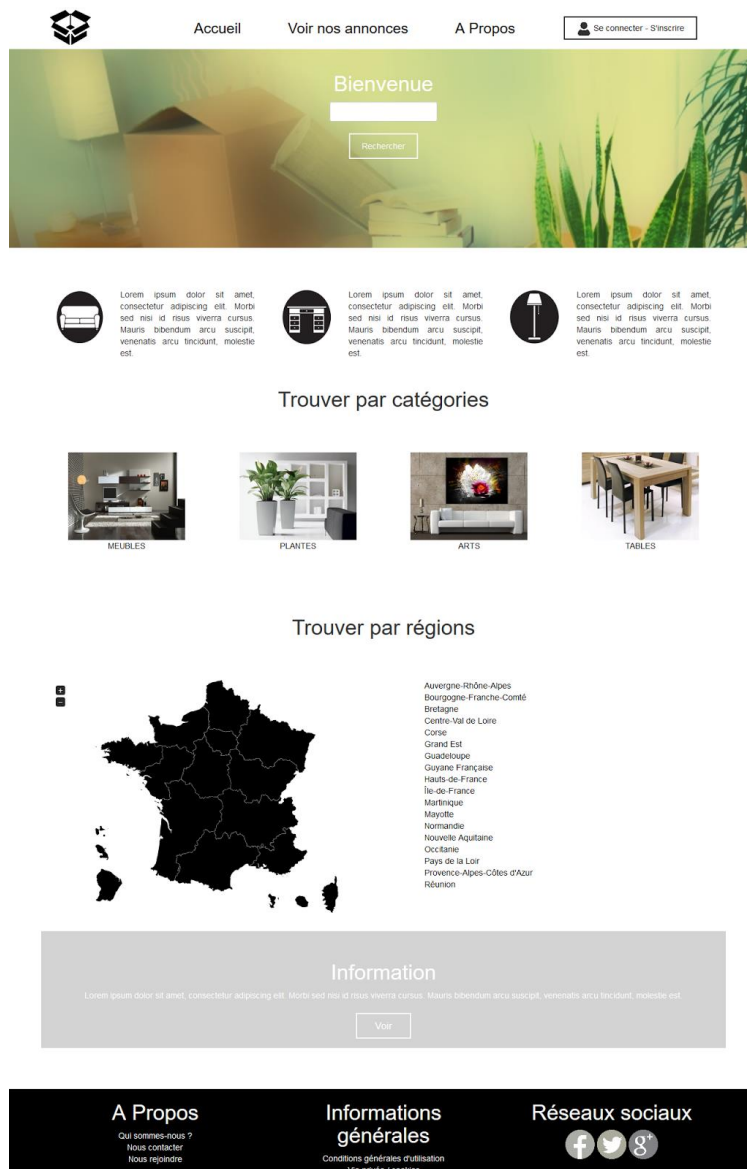 Accueil
Voir nos annonces
A Propos
Se connecter - S'inscrire
Bienvenue
Rechercher
Lorem ipsum dolor sit amet,
consectetur adipiscing elit. Morbi
sed nisi id risus viverra cursus.
Mauris bibendum arcu suscipit,
venenatis arcu tincidunt, molestie
est.
Lorem ipsum dolor sit amet,
consectetur adipiscing elit. Morbi
sed nisi id risus viverra cursus.
Mauris bibendum arcu suscipit,
venenatis arcu tincidunt, molestie
est.
Lorem ipsum dolor sit amet,
consectetur adipiscing elit. Morbi
sed nisi id risus viverra cursus.
Mauris bibendum arcu suscipit,
venenatis arcu tincidunt, molestie
est.
Trouver par catégories
MEUBLES
PLANTES
ARTS
TABLES
Trouver par régions
+
−
Auvergne-Rhône-Alpes
Bourgogne-Franche-Comté
Bretagne
Centre-Val de Loire
Corse
Grand Est
Guadeloupe
Guyane Française
Hauts-de-France
Île-de-France
Martinique
Mayotte
Normandie
Nouvelle Aquitaine
Occitanie
Pays de la Loir
Provence-Alpes-Côtes d'Azur
Réunion
Information
Lorem ipsum dolor sit amet, consectetur adipiscing elit. Morbi sed nisi id risus viverra cursus. Mauris bibendum arcu suscipit, venenatis arcu tincidunt, molestie est.
Voir
A Propos
Qui sommes-nous ?
Nous contacter
Nous rejoindre
Informations
générales
Conditions générales d'utilisation
Vie privée / cookies
Réseaux sociaux
f
g+